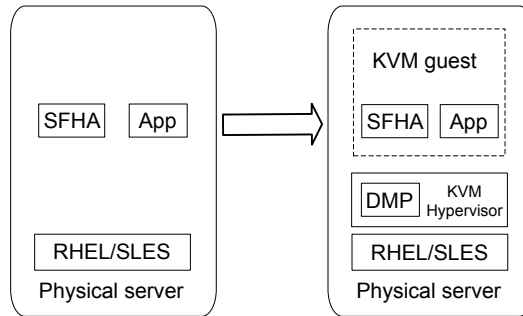 SFHA App
RHEL/SLES
Physical server
KVM guest
SFHA App
DMP KVM
Hypervisor
RHEL/SLES
Physical server